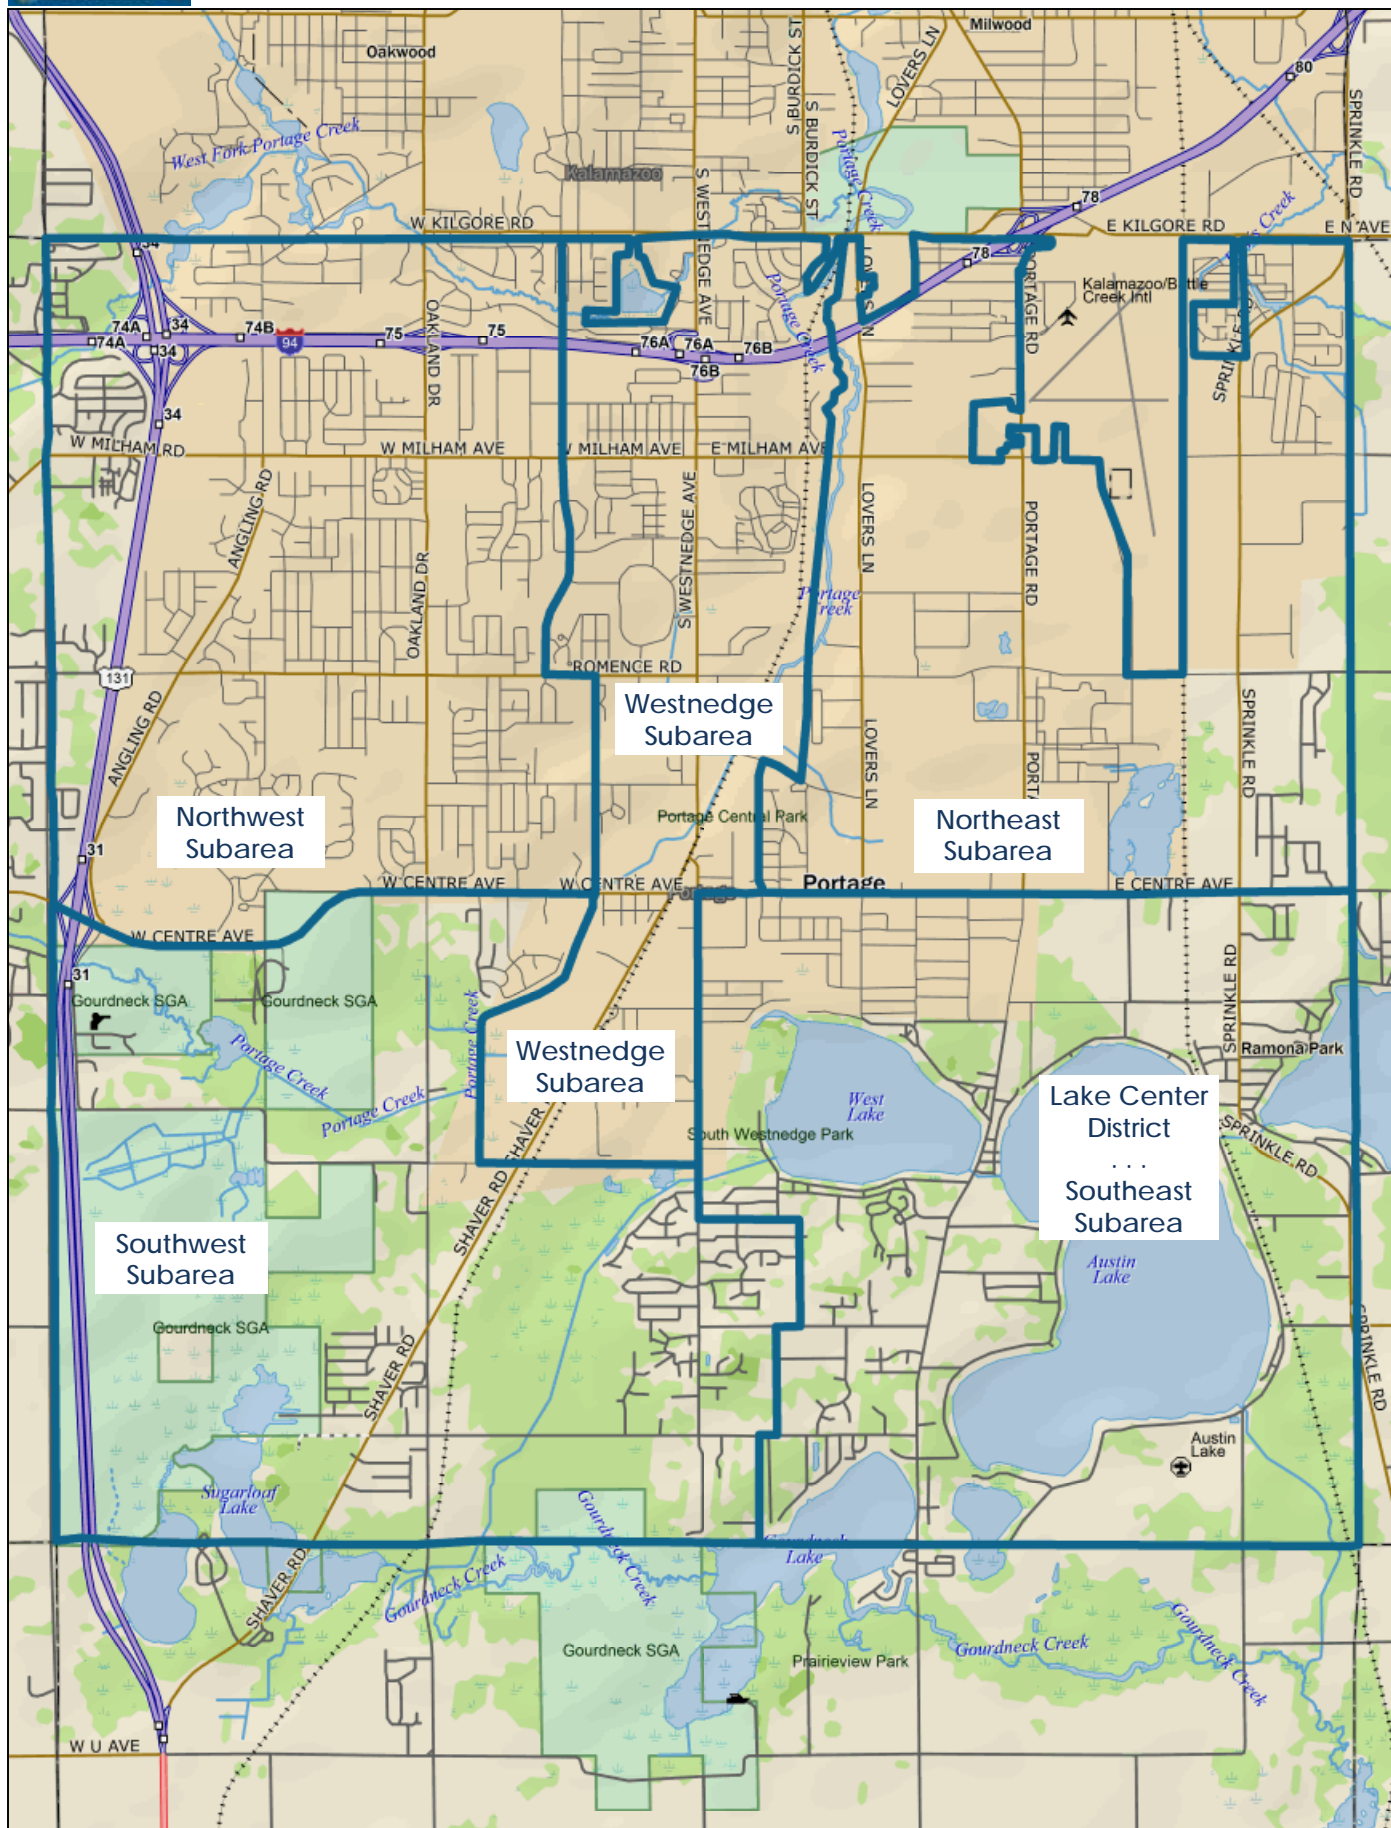 Oakwood
Milwood
80
S BURDICK ST
S BURDICK ST
LOVERS LN
SPRINKLE RD
West Fork Portage Creek
Portage Creek
Kalamazoo
S WESTNEDGE AVE
78
W KILGORE RD
E KILGORE RD
E N AVE
34
78
PORTAGE RD
Kalamazoo/Battle
Creek Intl
Portage Creek
OAKLAND DR
74A
34
74B
94
75
75
76A
76A
76B
76B
74A
34
34
W MILHAM RD
W MILHAM AVE
W MILHAM AVE
E MILHAM AVE
ANGLING RD
S WESTNEDGE AVE
LOVERS LN
PORTAGE RD
OAKLAND DR
Portage
Creek
ROMENCE RD
131
ANGLING RD
Westnedge
Subarea
LOVERS LN
SPRINKLE RD
Northwest
Subarea
Portage Central Park
Northeast
Subarea
31
W CENTRE AVE
W CENTRE AVE
Portage
Portage
E CENTRE AVE
W CENTRE AVE
31
Gourdneck SGA
Gourdneck SGA
Portage Creek
SPRINKLE RD
Portage Creek
Portage Creek
Westnedge
Subarea
Ramona Park
West
Lake
Lake Center
District
. . .
Southeast
Subarea
South Westnedge Park
SPRINKLE RD
SHAVER
SHAVER RD
Southwest
Subarea
Austin
Lake
Gourdneck SGA
SHAVER RD
SPRINKLE RD
Austin
Lake
Sugarloaf
Lake
Gourdneck Creek
Gourdneck
Lake
SHAVER RD
Gourdneck Creek
Gourdneck SGA
Prairieview Park
Gourdneck Creek
Gourdneck Creek
W U AVE